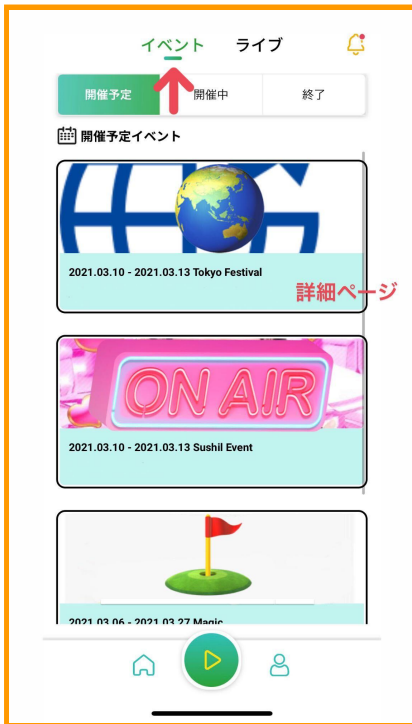 イベント ライブ
開催予定 開催中 終了
開催予定イベント
2021.03.10 - 2021.03.13 Tokyo Festival
詳細ページ
ON AIR
2021.03.10 - 2021.03.13 Sushil Event
2021.03.06 - 2021.03.27 Magic